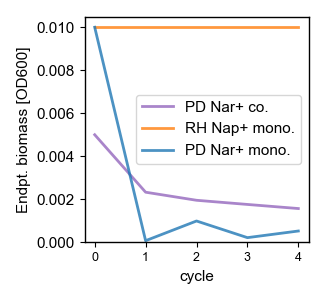 0.010
0.008
0.006
0.004
0.002
0.000
Endpt. biomass [OD600]
PD Nar+ co.
RH Nap+ mono.
PD Nar+ mono.
0 1 2 3 4
cycle